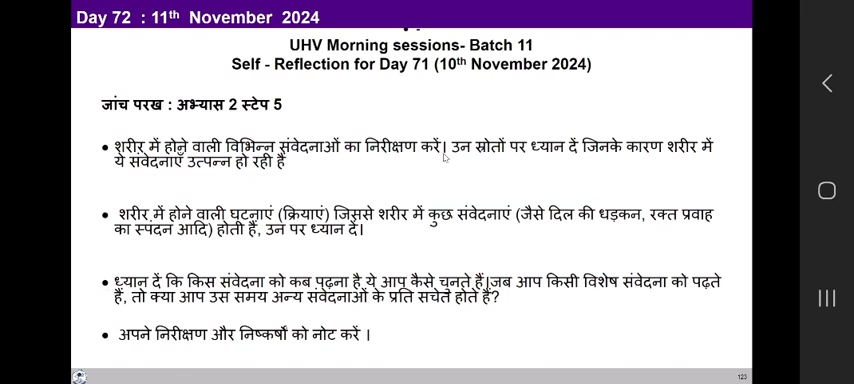 Day 72 : 11th November 2024
UHV Morning sessions- Batch 11
Self - Reflection for Day 71 (10th November 2024)
जांच परख : अभ्यास 2 स्टेप 5
• शरीर में होने वाली विभिन्न संवेदनाओं का निरीक्षण करें। उन स्रोतों पर ध्यान दें जिनके कारण शरीर में
ये संवेदनाएँ उत्पन्न हो रही हैं
• शरीर में होने वाली घटनाएं (क्रियाएं) जिससे शरीर में कुछ संवेदनाएं (जैसे दिल की धड़कन, रक्त प्रवाह
का स्पंदन आदि) होती हैं, उन पर ध्यान दें।
• ध्यान दें कि किस संवेदना को कब पढ़ना है ये आप कैसे चुनते हैं।जब आप किसी विशेष संवेदना को पढ़ते
हैं, तो क्या आप उस समय अन्य संवेदनाओं के प्रति सचेत होते हैं?
• अपने निरीक्षण और निष्कर्षों को नोट करें ।
123